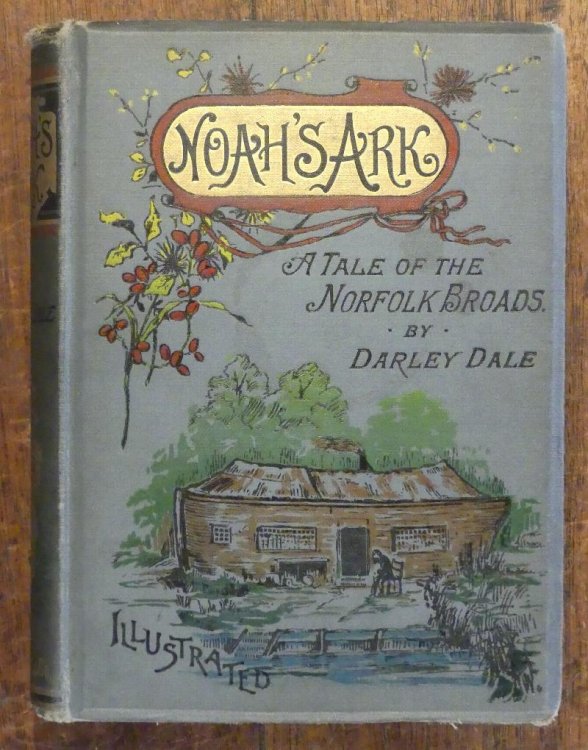 NOAH'S ARK
A TALE OF THE
NORFOLK BROADS.
· BY ·
DARLEY DALE
ILLUSTRATED